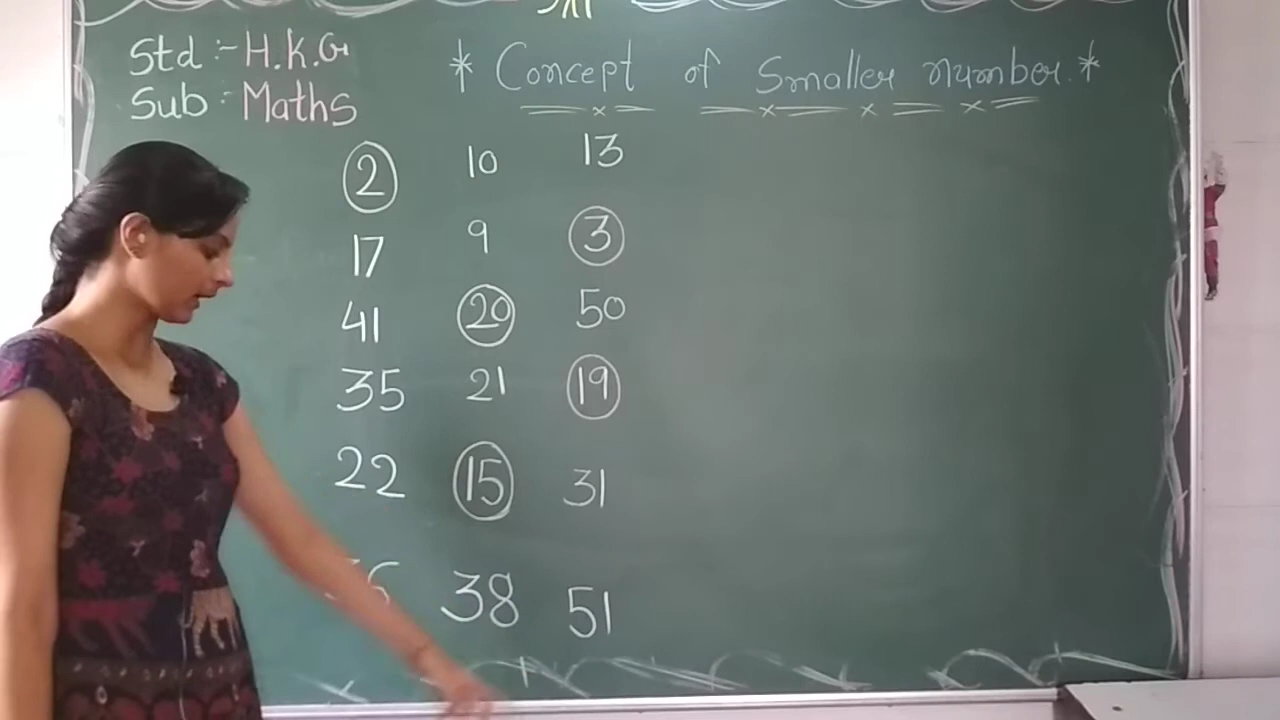 Std :- H.K.G
Sub :- Maths
* Concept of Smaller number. *
2 10 13
17 9 3
41 20 50
35 21 19
22 15 31
38 51